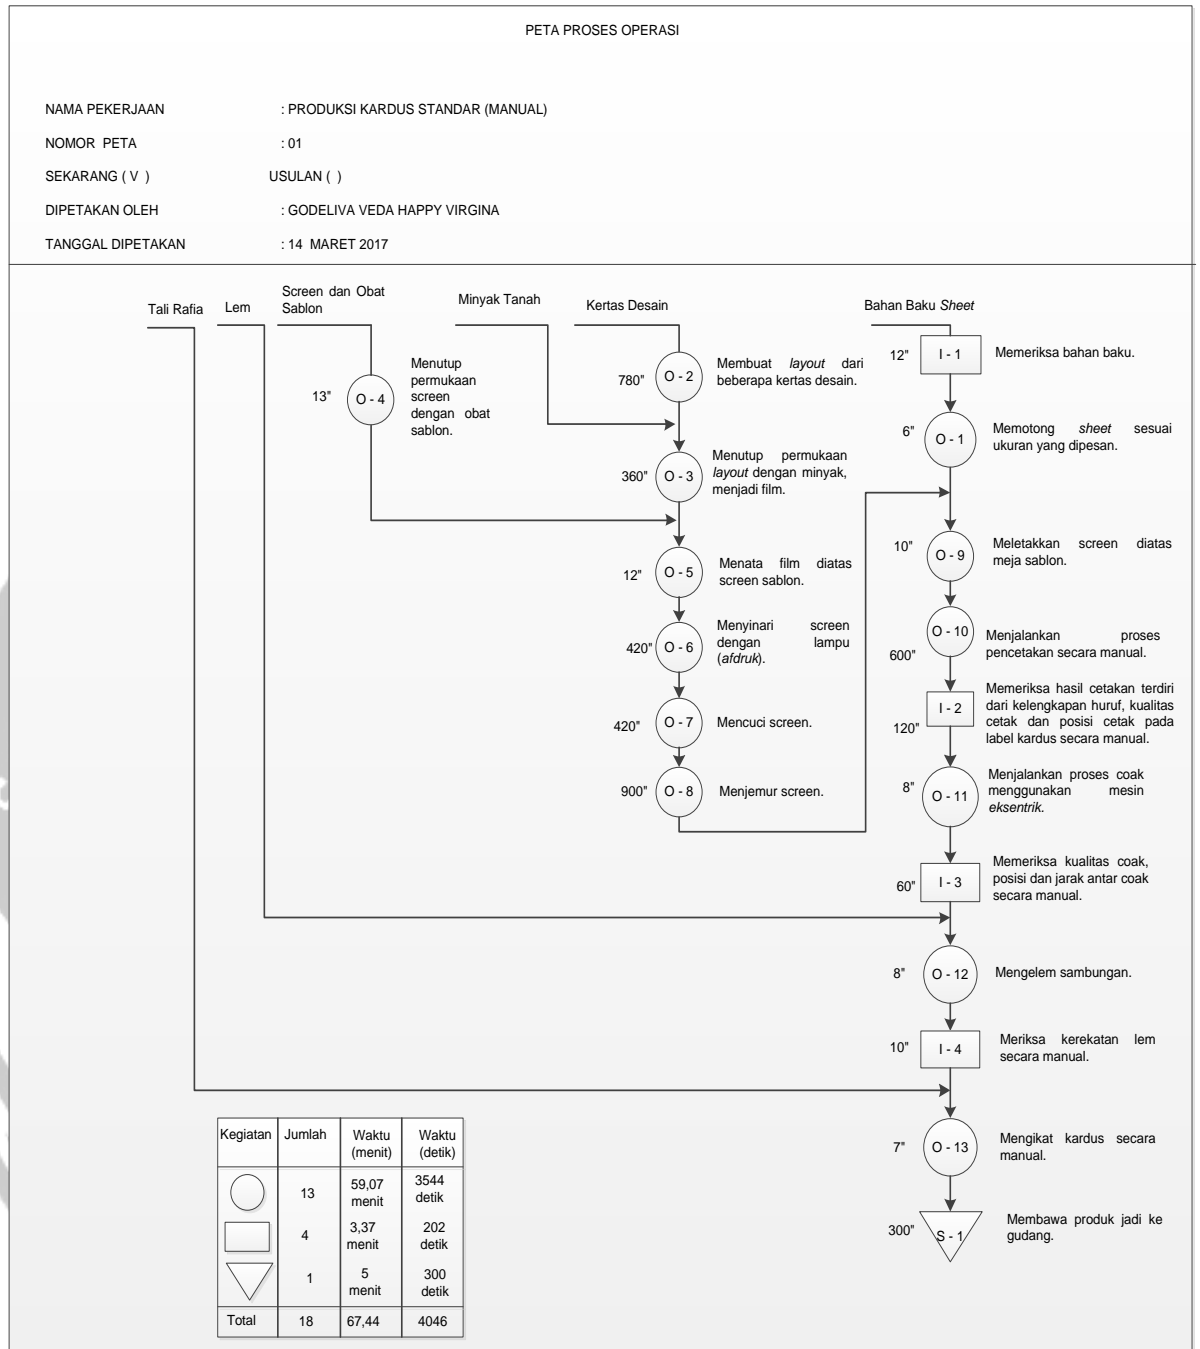 PETA PROSES OPERASI
NAMA PEKERJAAN : PRODUKSI KARDUS STANDAR (MANUAL)
NOMOR PETA : 01
SEKARANG ( V ) USULAN ( )
DIPETAKAN OLEH : GODELIVA VEDA HAPPY VIRGINA
TANGGAL DIPETAKAN : 14 MARET 2017
Tali Rafia
Lem
Screen dan Obat
Sablon
Minyak Tanah
Kertas Desain
Bahan Baku Sheet
13"
O - 4
Menutup
permukaan
screen
dengan obat
sablon.
780"
O - 2
Membuat layout dari
beberapa kertas desain.
360"
O - 3
Menutup permukaan
layout dengan minyak,
menjadi film.
12"
O - 5
Menata film diatas
screen sablon.
420"
O - 6
Menyinari screen
dengan lampu
(afdruk).
420"
O - 7
Mencuci screen.
900"
O - 8
Menjemur screen.
12"
I - 1
Memeriksa bahan baku.
6"
O - 1
Memotong sheet sesuai
ukuran yang dipesan.
10"
O - 9
Meletakkan screen diatas
meja sablon.
600"
O - 10
Menjalankan proses
pencetakan secara manual.
120"
I - 2
Memeriksa hasil cetakan terdiri
dari kelengkapan huruf, kualitas
cetak dan posisi cetak pada
label kardus secara manual.
8"
O - 11
Menjalankan proses coak
menggunakan mesin
eksentrik.
60"
I - 3
Memeriksa kualitas coak,
posisi dan jarak antar coak
secara manual.
8"
O - 12
Mengelem sambungan.
10"
I - 4
Meriksa kerekatan lem
secara manual.
7"
O - 13
Mengikat kardus secara
manual.
300"
S - 1
Membawa produk jadi ke
gudang.
Kegiatan Jumlah Waktu (menit) Waktu (detik)
13 59,07 menit 3544 detik
4 3,37 menit 202 detik
1 5 menit 300 detik
Total 18 67,44 4046